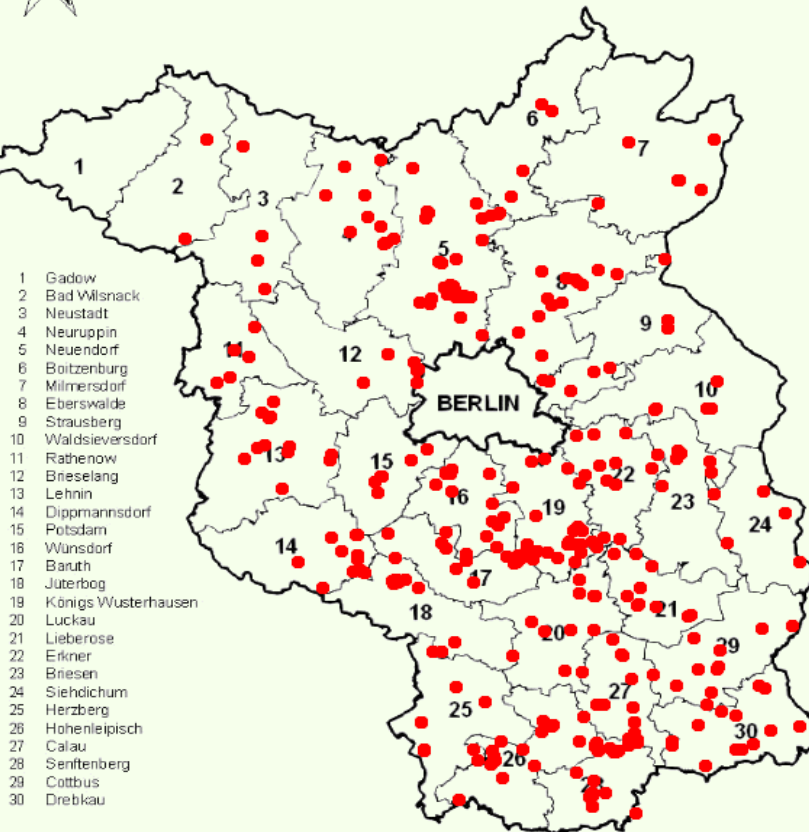 6
7
1
2
3
4
5
8
9
1 Gadow
2 Bad Wilsnack
3 Neustadt
4 Neuruppin
5 Neuendorf
6 Boitzenburg
7 Milmersdorf
8 Eberswalde
9 Strausberg
10 Waldsieversdorf
11 Rathenow
12 Brieselang
13 Lehnin
14 Dippmannsdorf
15 Potsdam
16 Wünsdorf
17 Baruth
18 Jüterbog
19 Königs Wusterhausen
20 Luckau
21 Lieberose
22 Erkner
23 Briesen
24 Siehdichum
25 Herzberg
26 Hohenleipisch
27 Calau
28 Senftenberg
29 Cottbus
30 Drebkau
11
12
10
BERLIN
13
15
16
22
19
23
24
14
17
18
21
20
29
27
25
30
26
28